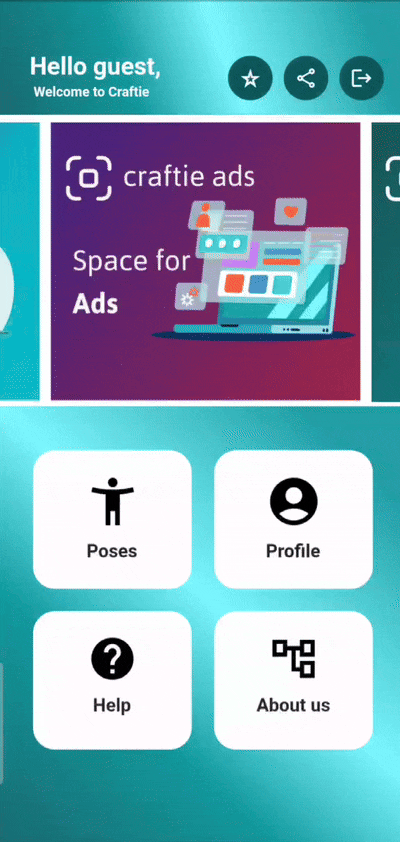 Hello guest,
Welcome to Craftie
craftie ads
Space for
Ads
Poses
Profile
Help
About us